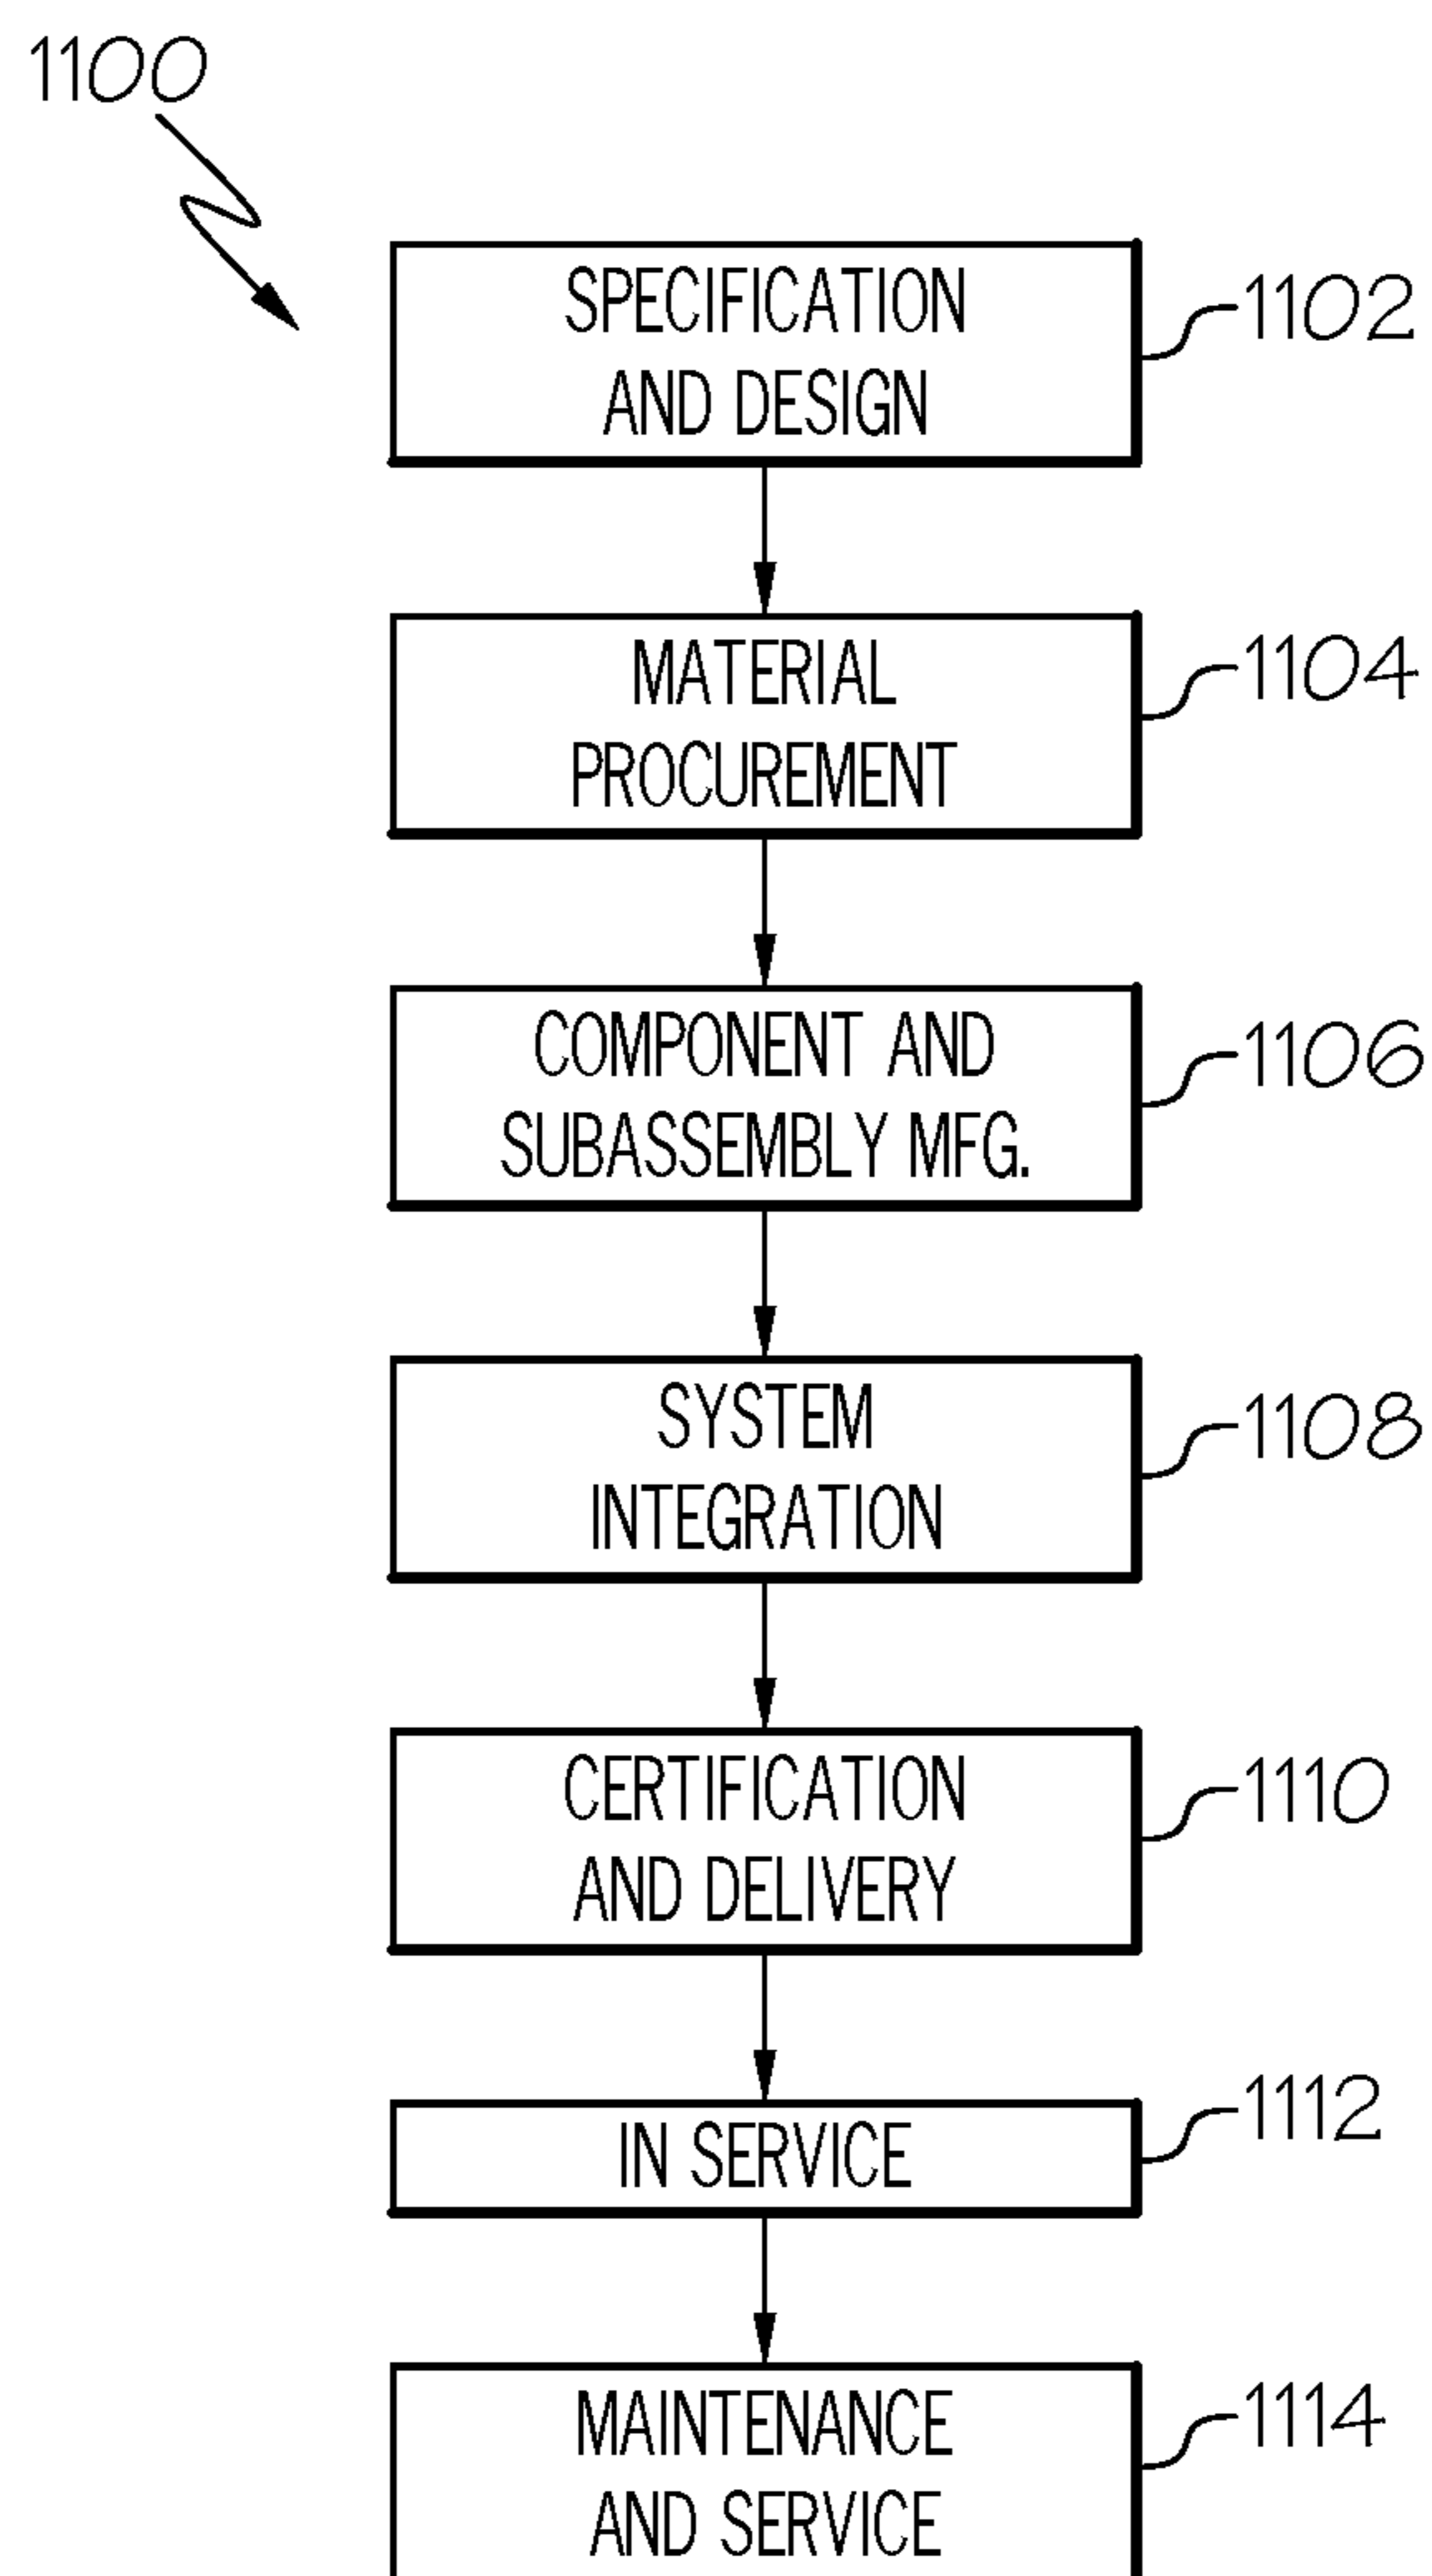 1100
SPECIFICATION
AND DESIGN
1102
MATERIAL
PROCUREMENT
1104
COMPONENT AND
SUBASSEMBLY MFG.
1106
SYSTEM
INTEGRATION
1108
CERTIFICATION
AND DELIVERY
1110
IN SERVICE
1112
MAINTENANCE
AND SERVICE
1114